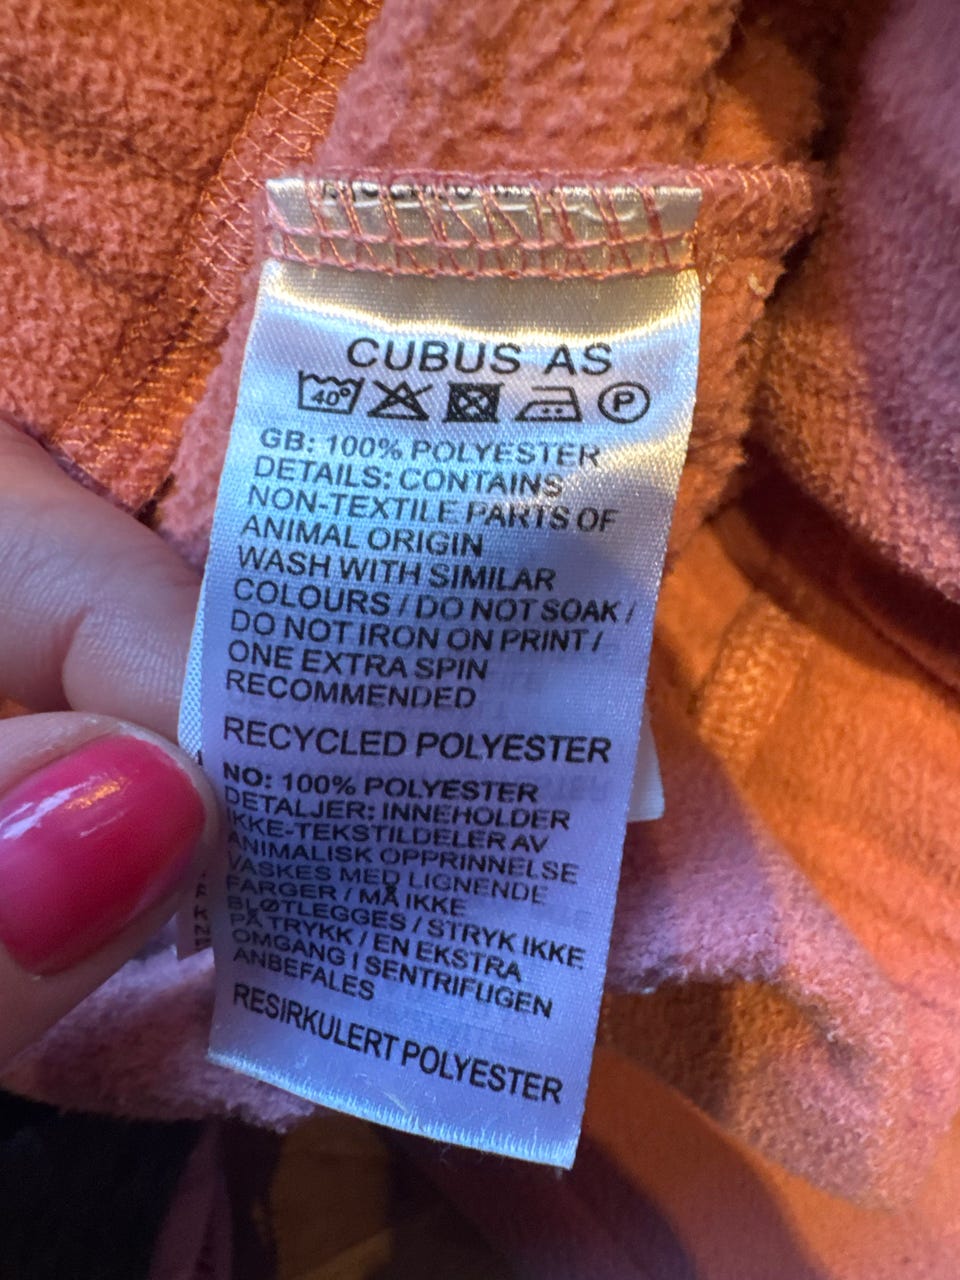 CUBUS AS
40° P
GB: 100% POLYESTER
DETAILS: CONTAINS
NON-TEXTILE PARTS OF
ANIMAL ORIGIN
WASH WITH SIMILAR
COLOURS / DO NOT SOAK /
DO NOT IRON ON PRINT /
ONE EXTRA SPIN
RECOMMENDED
RECYCLED POLYESTER
NO: 100% POLYESTER
DETALJER: INNEHOLDER
IKKE-TEKSTILDELER AV
ANIMALISK OPPRINNELSE
VASKES MED LIGNENDE
FARGER / MÅ IKKE
BLØTLEGGES / STRYK IKKE
PÅ TRYKK / EN EKSTRA
OMGANG I SENTRIFUGEN
ANBEFALES
RESIRKULERT POLYESTER